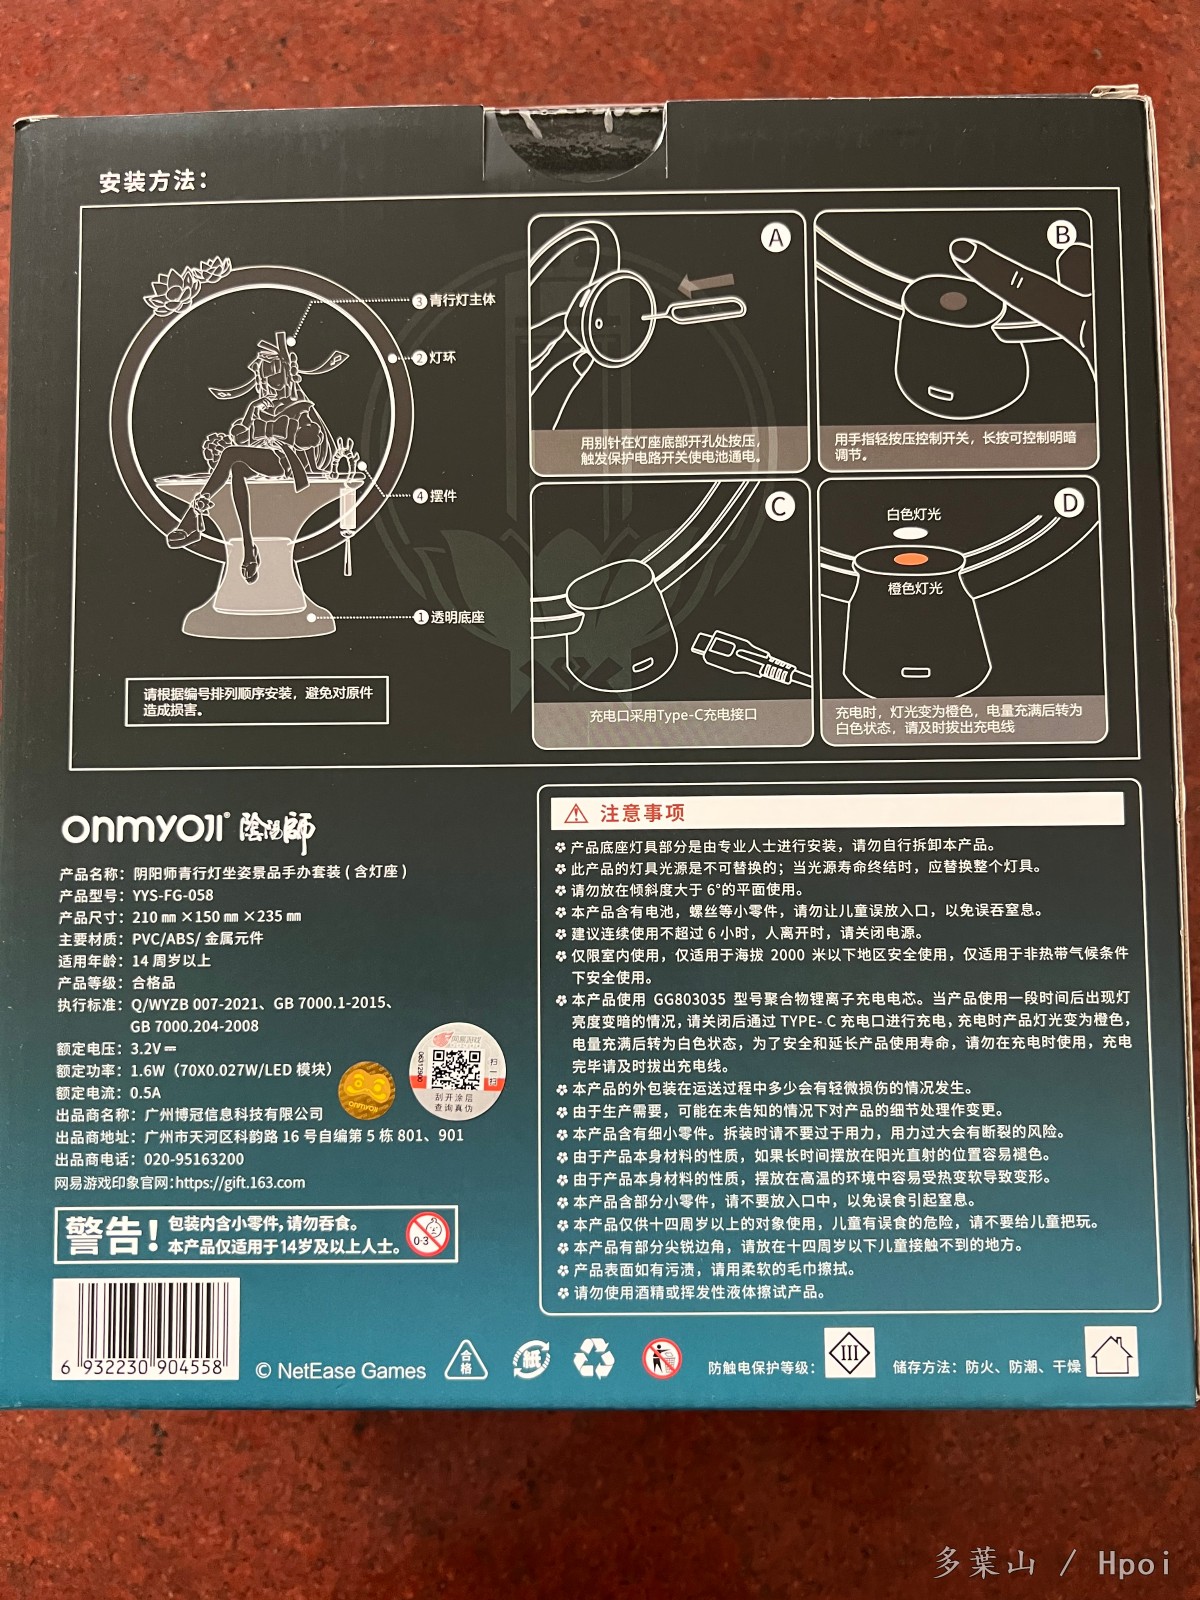 安装方法：
③青行灯主体
②灯环
④摆件
①透明底座
请根据编号排列顺序安装，避免对原件
造成损害。
A
用别针在灯座底部开孔处按压，
触发保护电路开关使电池通电。
B
用手指轻按压控制开关，长按可控制明暗
调节。
C
充电口采用Type-C充电接口
D
白色灯光
橙色灯光
充电时，灯光变为橙色，电量充满后转为
白色状态，请及时拔出充电线
onmyoji® 陰陽師
产品名称：阴阳师青行灯坐姿景品手办套装（含灯座）
产品型号：YYS-FG-058
产品尺寸：210 mm ×150 mm ×235 mm
主要材质：PVC/ABS/ 金属元件
适用年龄：14 周岁以上
产品等级：合格品
执行标准：Q/WYZB 007-2021、GB 7000.1-2015、
GB 7000.204-2008
额定电压：3.2V⎓
额定功率：1.6W（70X0.027W/LED 模块）
额定电流：0.5A
出品商名称：广州博冠信息科技有限公司
出品商地址：广州市天河区科韵路 16 号自编第 5 栋 801、901
出品商电话：020-95163200
网易游戏印象官网：https://gift.163.com
ONMYOJI
网易游戏
扫一扫
刮开涂层
查询真伪
警告！
包装内含小零件，请勿吞食。
本产品仅适用于14岁及以上人士。
0-3
6 932230 904558
© NetEase Games
注意事项
产品底座灯具部分是由专业人士进行安装，请勿自行拆卸本产品。
此产品的灯具光源是不可替换的；当光源寿命终结时，应替换整个灯具。
请勿放在倾斜度大于 6°的平面使用。
本产品含有电池，螺丝等小零件，请勿让儿童误放入口，以免误吞窒息。
建议连续使用不超过 6 小时，人离开时，请关闭电源。
仅限室内使用，仅适用于海拔 2000 米以下地区安全使用，仅适用于非热带气候条件
下安全使用。
本产品使用 GG803035 型号聚合物锂离子充电电芯。当产品使用一段时间后出现灯
亮度变暗的情况，请关闭后通过 TYPE- C 充电口进行充电，充电时产品灯光变为橙色，
电量充满后转为白色状态，为了安全和延长产品使用寿命，请勿在充电时使用，充电
完毕请及时拔出充电线。
本产品的外包装在运送过程中多少会有轻微损伤的情况发生。
由于生产需要，可能在未告知的情况下对产品的细节处理作变更。
本产品含有细小零件。拆装时请不要过于用力，用力过大会有断裂的风险。
由于产品本身材料的性质，如果长时间摆放在阳光直射的位置容易褪色。
由于产品本身材料的性质，摆放在高温的环境中容易受热变软导致变形。
本产品含部分小零件，请不要放入口中，以免误食引起窒息。
本产品仅供十四周岁以上的对象使用，儿童有误食的危险，请不要给儿童把玩。
本产品有部分尖锐边角，请放在十四周岁以下儿童接触不到的地方。
产品表面如有污渍，请用柔软的毛巾擦拭。
请勿使用酒精或挥发性液体擦试产品。
合格
紙
防触电保护等级：
III
储存方法：防火、防潮、干燥
多葉山 / Hpoi